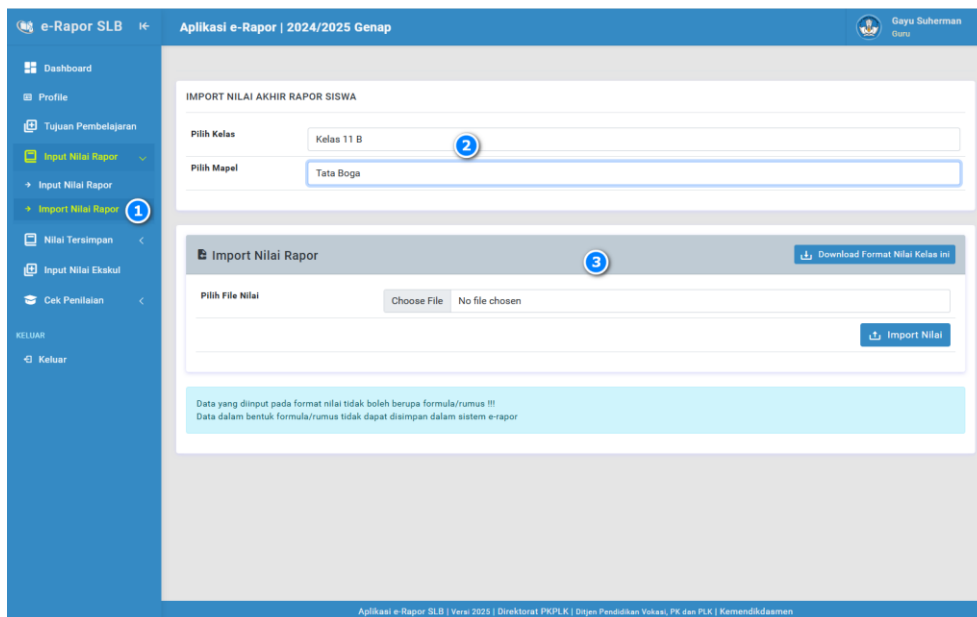 e-Rapor SLB
Aplikasi e-Rapor | 2024/2025 Genap
Gayu Suherman
Guru
Dashboard
Profile
Tujuan Pembelajaran
Input Nilai Rapor
Input Nilai Rapor
Import Nilai Rapor
1
Nilai Tersimpan
Input Nilai Ekskul
Cek Penilaian
KELUAR
Keluar
IMPORT NILAI AKHIR RAPOR SISWA
Pilih Kelas
Kelas 11 B
2
Pilih Mapel
Tata Boga
Import Nilai Rapor
3
Download Format Nilai Kelas ini
Pilih File Nilai
Choose File No file chosen
Import Nilai
Data yang diinput pada format nilai tidak boleh berupa formula/rumus !!!
Data dalam bentuk formula/rumus tidak dapat disimpan dalam sistem e-rapor
Aplikasi e-Rapor SLB | Versi 2025 | Direktorat PKPLK | Ditjen Pendidikan Vokasi, PK dan PLK | Kemendikdasmen